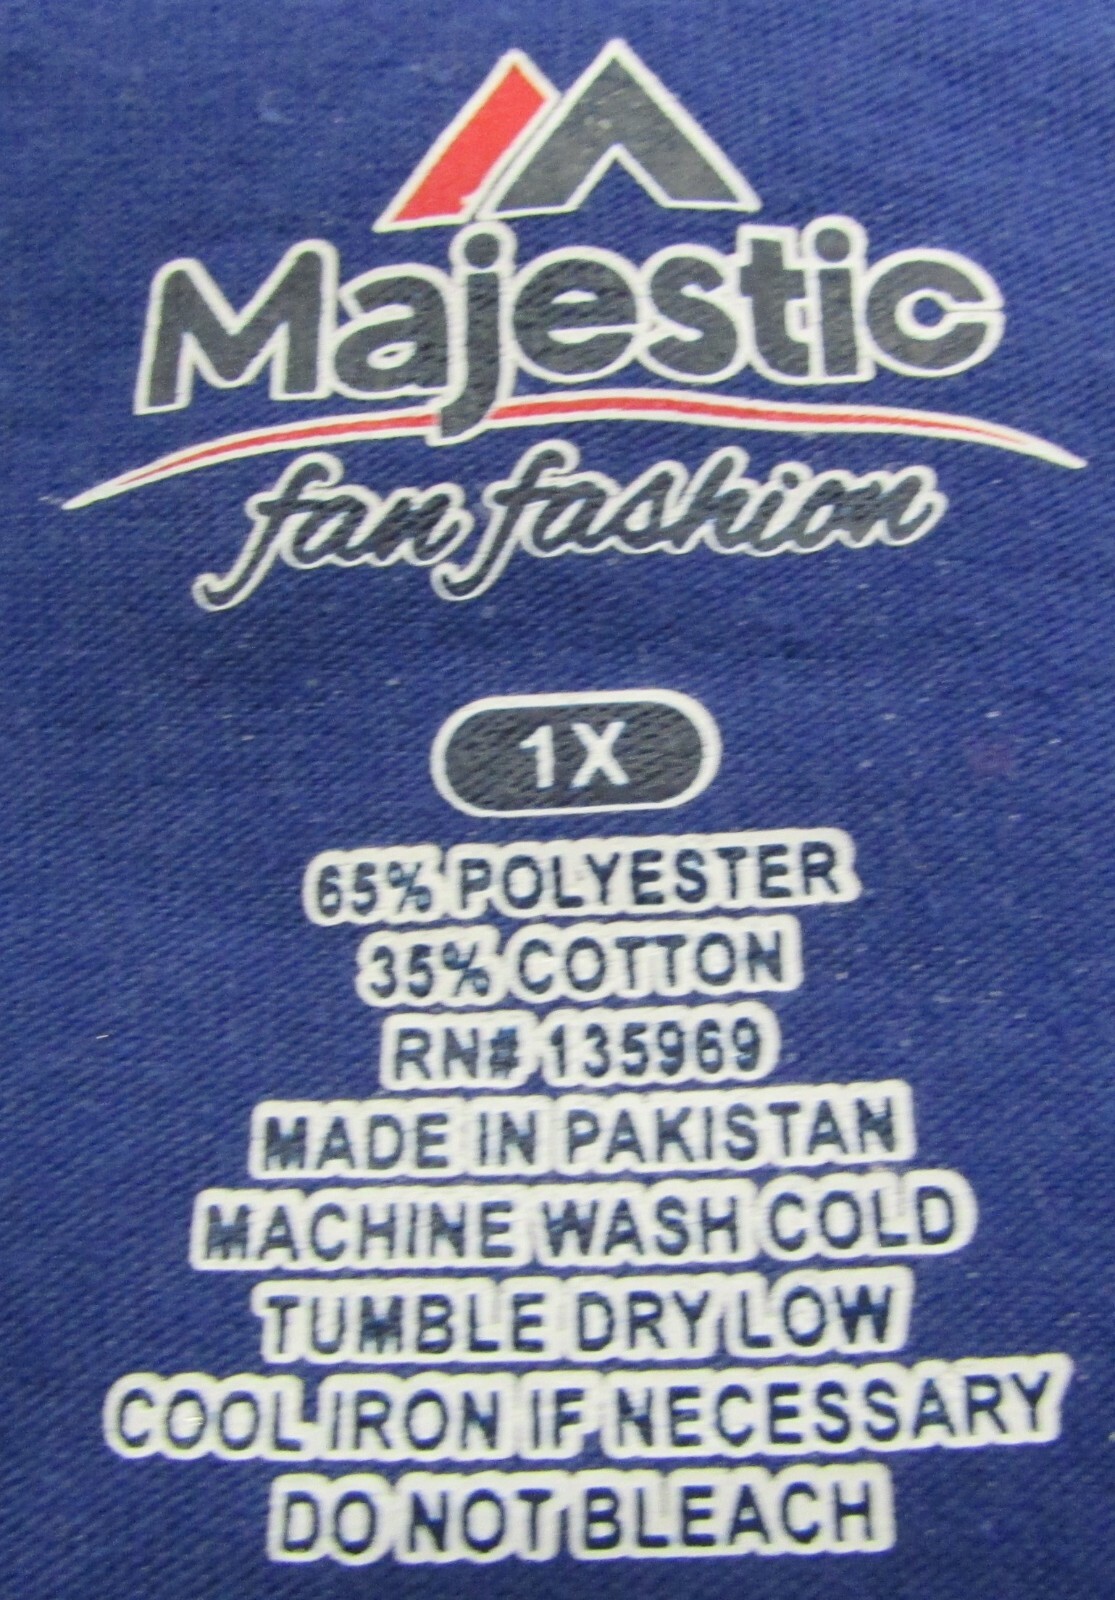 Majestic
fan fashion
1X
65% POLYESTER
35% COTTON
RN# 135969
MADE IN PAKISTAN
MACHINE WASH COLD
TUMBLE DRY LOW
COOL IRON IF NECESSARY
DO NOT BLEACH